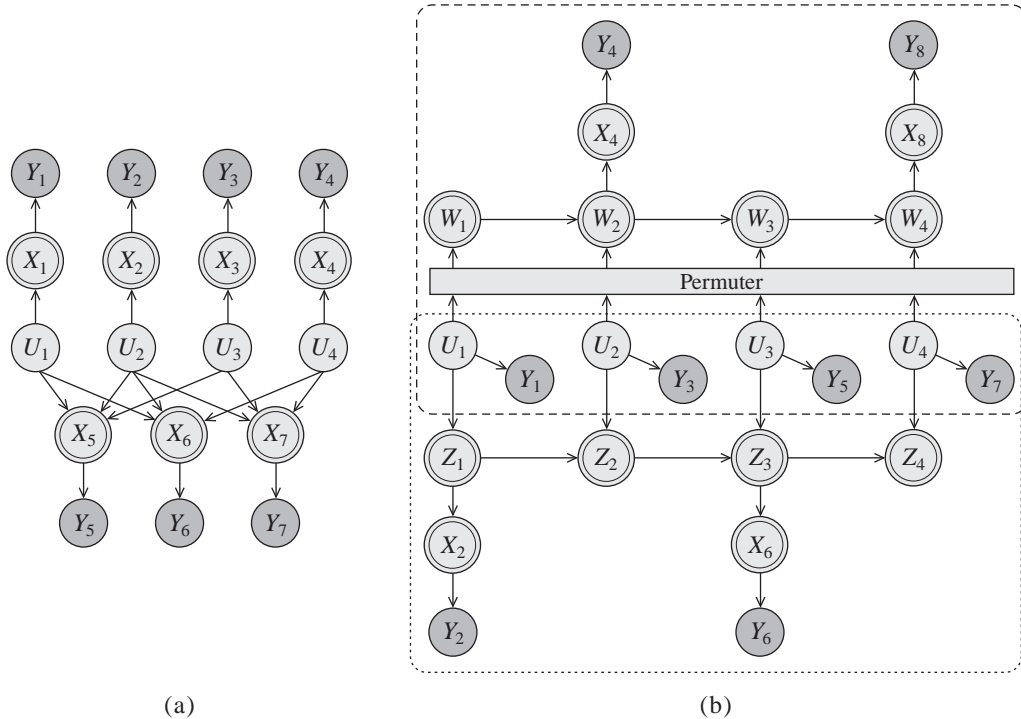 Y₁ Y₂ Y₃ Y₄
X₁ X₂ X₃ X₄
U₁ U₂ U₃ U₄
X₅ X₆ X₇
Y₅ Y₆ Y₇
(a)
Y₄ Y₈
X₄ X₈
W₁ W₂ W₃ W₄
Permuter
U₁ U₂ U₃ U₄
Y₁ Y₃ Y₅ Y₇
Z₁ Z₂ Z₃ Z₄
X₂ X₆
Y₂ Y₆
(b)